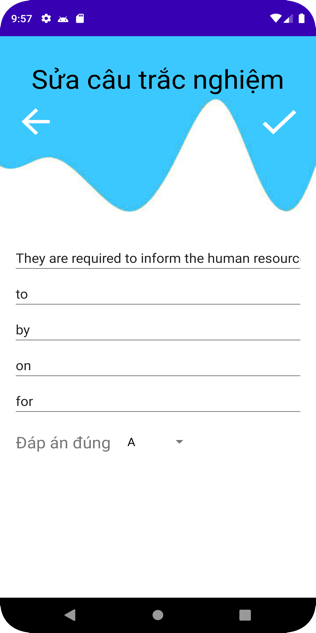 9:57
Sửa câu trắc nghiệm
They are required to inform the human resourc
to
by
on
for
Đáp án đúng A